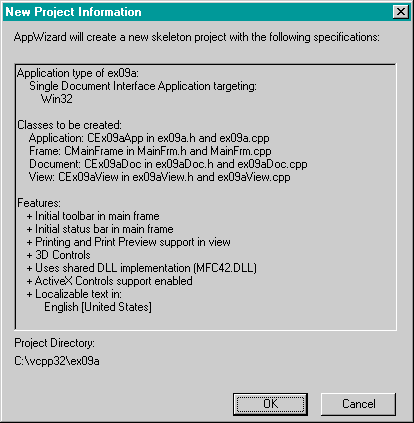 New Project Information
AppWizard will create a new skeleton project with the following specifications:
Application type of ex09a:
Single Document Interface Application targeting:
Win32
Classes to be created:
Application: CEx09aApp in ex09a.h and ex09a.cpp
Frame: CMainFrame in MainFrm.h and MainFrm.cpp
Document: CEx09aDoc in ex09aDoc.h and ex09aDoc.cpp
View: CEx09aView in ex09aView.h and ex09aView.cpp
Features:
+ Initial toolbar in main frame
+ Initial status bar in main frame
+ Printing and Print Preview support in view
+ 3D Controls
+ Uses shared DLL implementation (MFC42.DLL)
+ ActiveX Controls support enabled
+ Localizable text in:
English [United States]
Project Directory:
C:\vcpp32\ex09a
OK Cancel